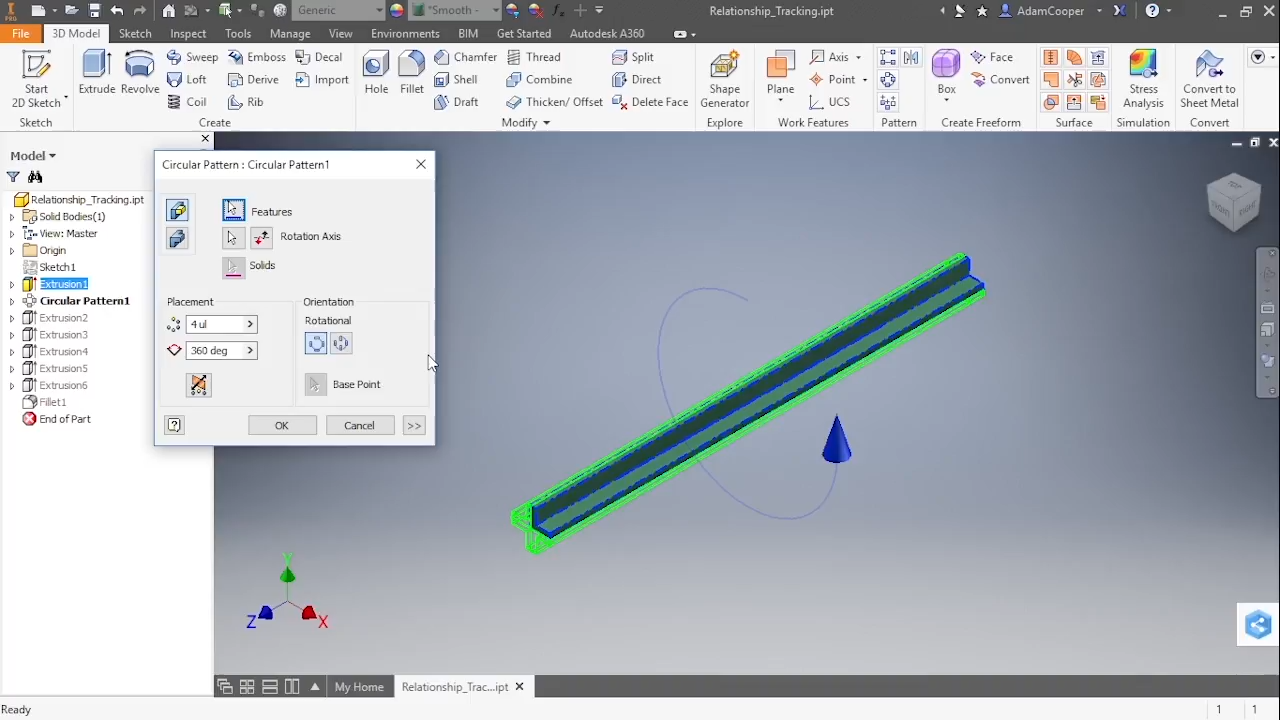 PRO
Generic
*Smooth
Relationship_Tracking.ipt
AdamCooper
File 3D Model Sketch Inspect Tools Manage View Environments BIM Get Started Autodesk A360
Start
2D Sketch
Extrude
Revolve
Sweep
Loft
Coil
Emboss
Derive
Rib
Decal
Import
Hole
Fillet
Chamfer
Shell
Draft
Thread
Combine
Thicken/ Offset
Split
Direct
Delete Face
Shape
Generator
Plane
Axis
Point
UCS
Box
Face
Convert
Stress
Analysis
Convert to
Sheet Metal
Sketch Create Modify Explore Work Features Pattern Create Freeform Surface Simulation Convert
Model
Relationship_Tracking.ipt
Solid Bodies(1)
View: Master
Origin
Sketch1
Extrusion1
Circular Pattern1
Extrusion2
Extrusion3
Extrusion4
Extrusion5
Extrusion6
Fillet1
End of Part
Circular Pattern : Circular Pattern1
Features
Rotation Axis
Solids
Placement
4 ul
360 deg
Orientation
Rotational
Base Point
OK
Cancel
>>
TOP
FRONT
RIGHT
Y
Z
X
My Home
Relationship_Trac...ipt
Ready
1 1